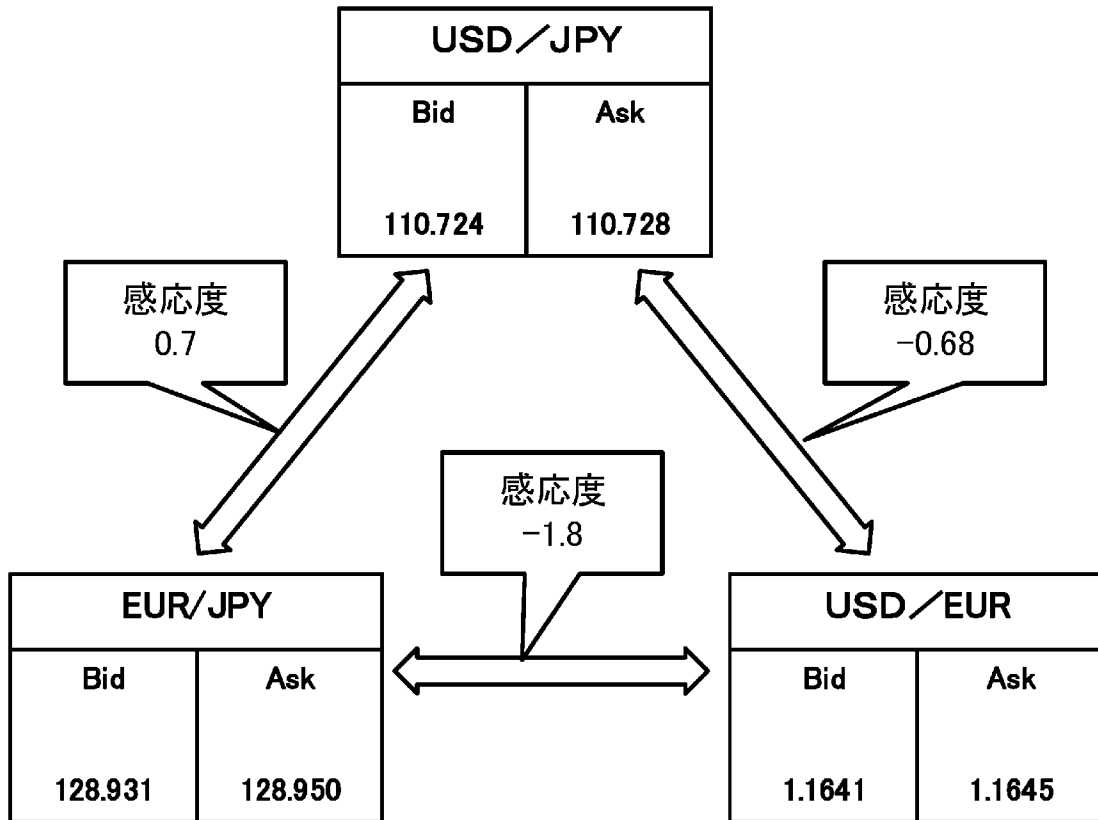 USD／JPY
Bid Ask
110.724 110.728
感応度
0.7
感応度
−0.68
感応度
−1.8
EUR/JPY
Bid Ask
128.931 128.950
USD／EUR
Bid Ask
1.1641 1.1645